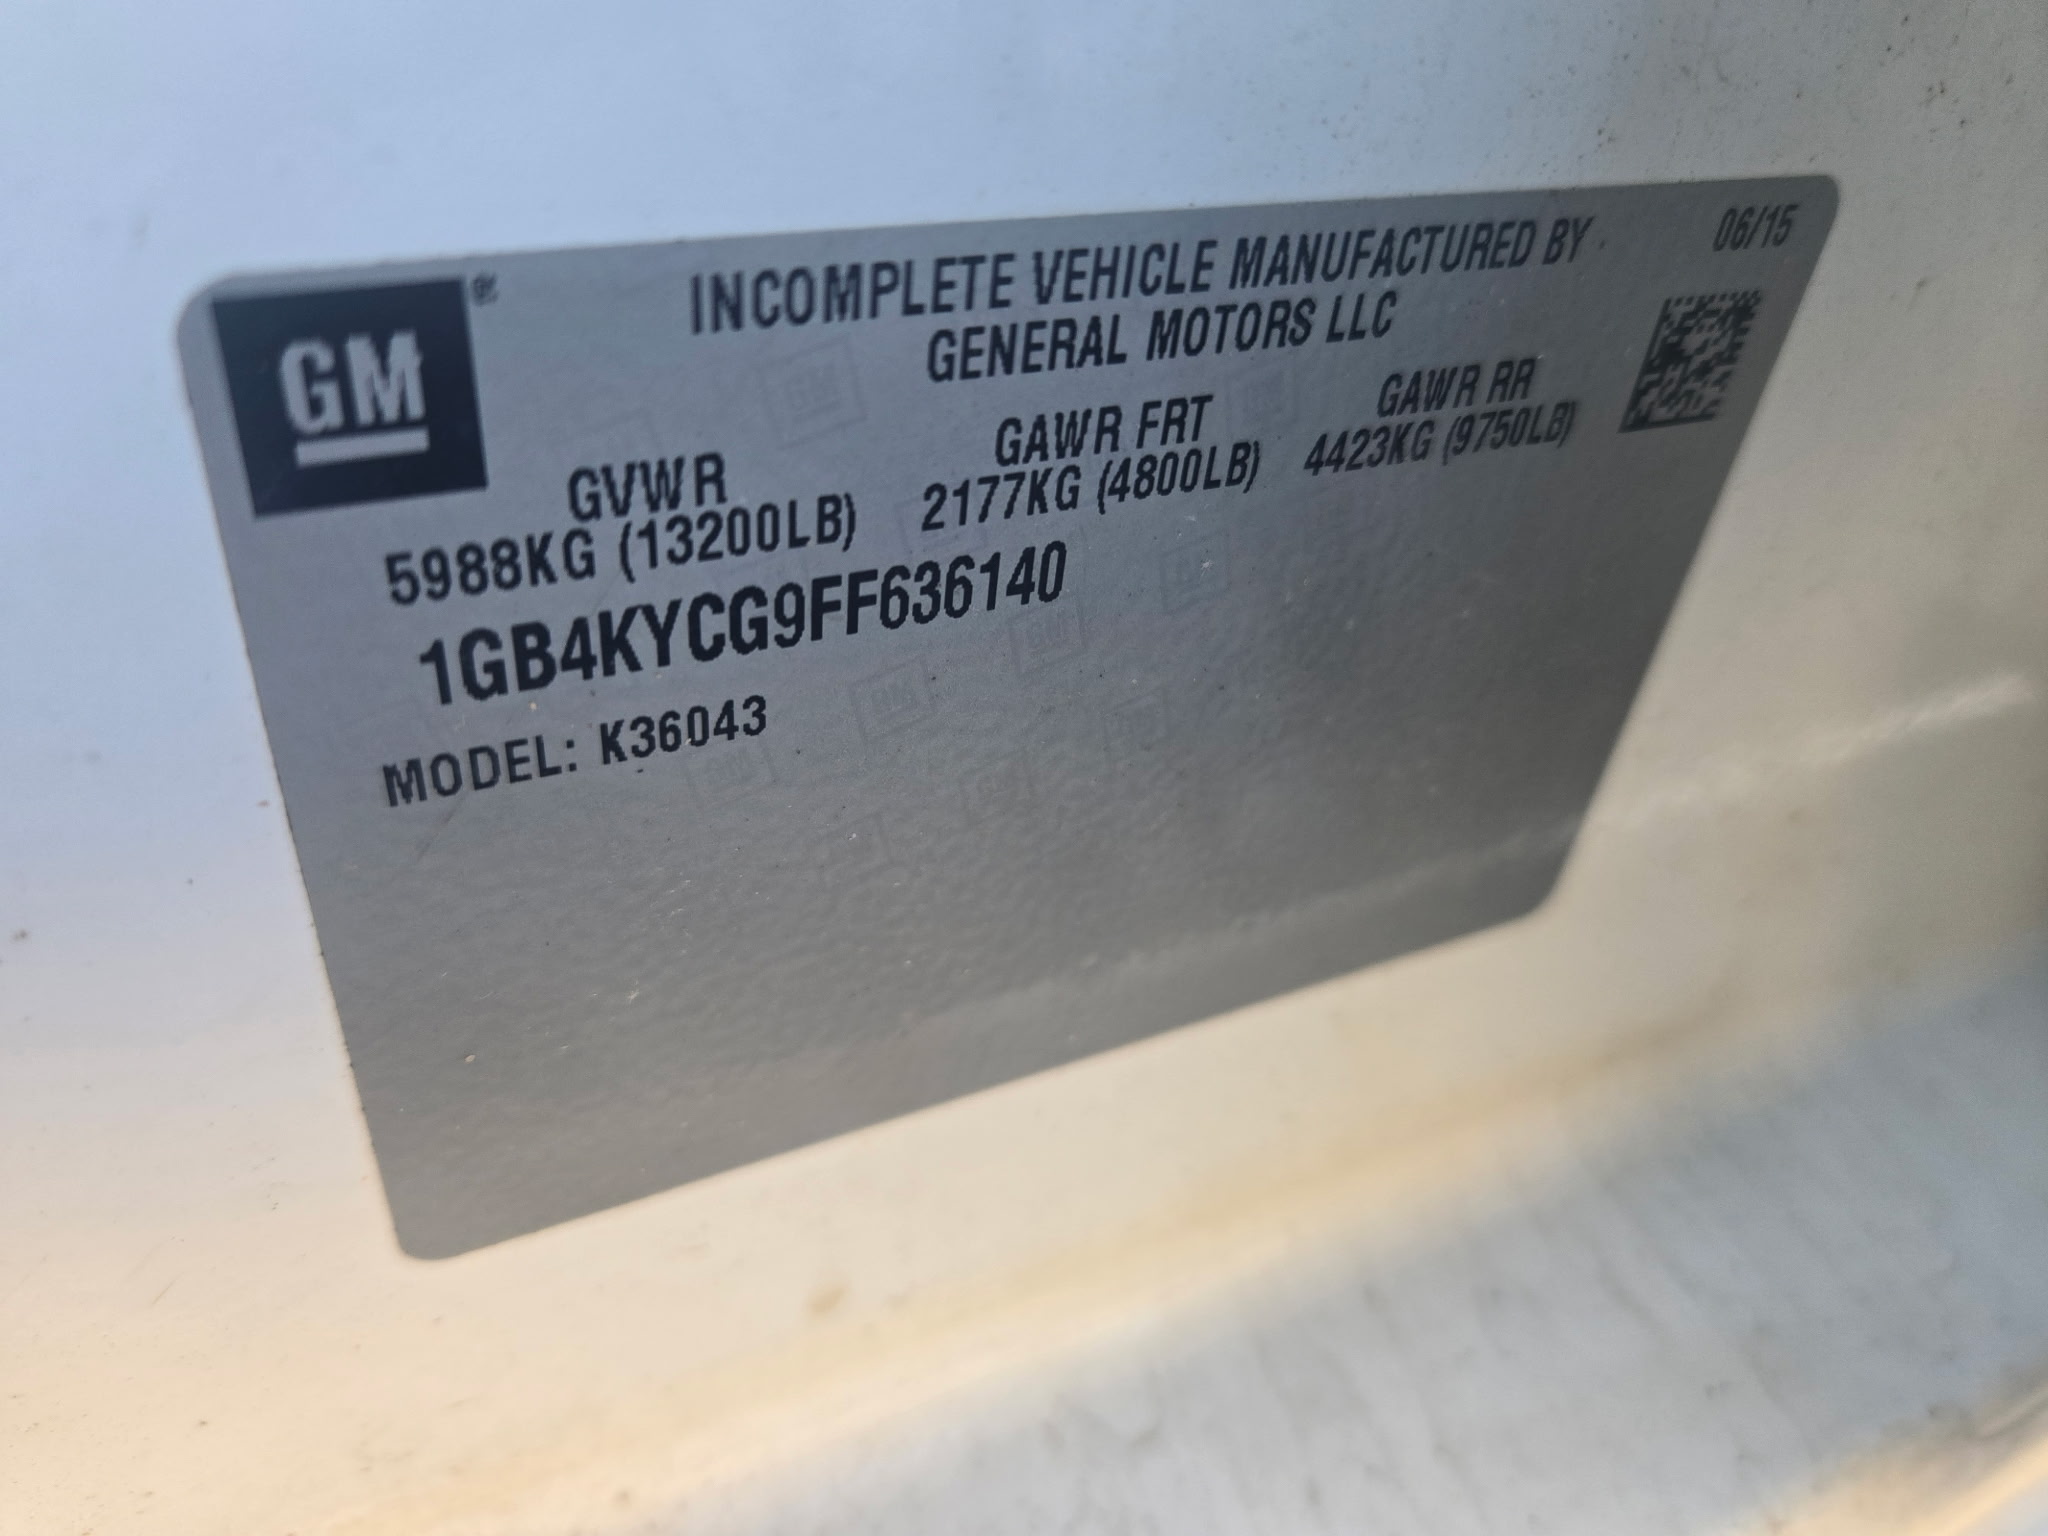 GM®
INCOMPLETE VEHICLE MANUFACTURED BY
GENERAL MOTORS LLC
06/15
GVWR
5988KG (13200LB)
GAWR FRT
2177KG (4800LB)
GAWR RR
4423KG (9750LB)
1GB4KYCG9FF636140
MODEL: K36043